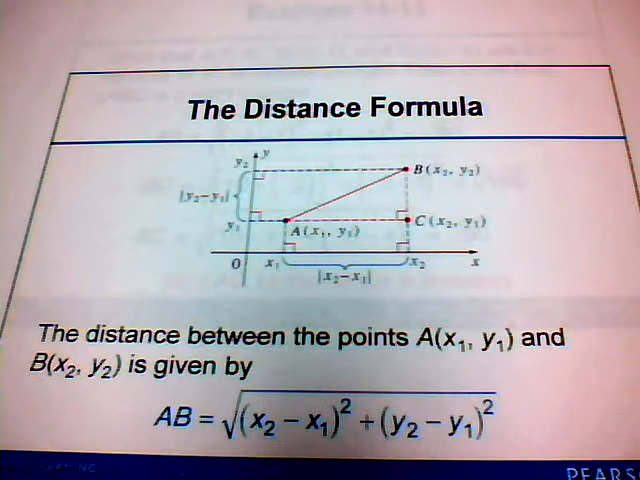 The Distance Formula
y₂ y
B(x₂, y₂)
|y₂–y₁|
y₁
A(x₁, y₁)
C(x₂, y₁)
0 x₁ x₂ x
|x₂–x₁|
The distance between the points A(x₁, y₁) and
B(x₂, y₂) is given by
AB = √(x₂ – x₁)² + (y₂ – y₁)²